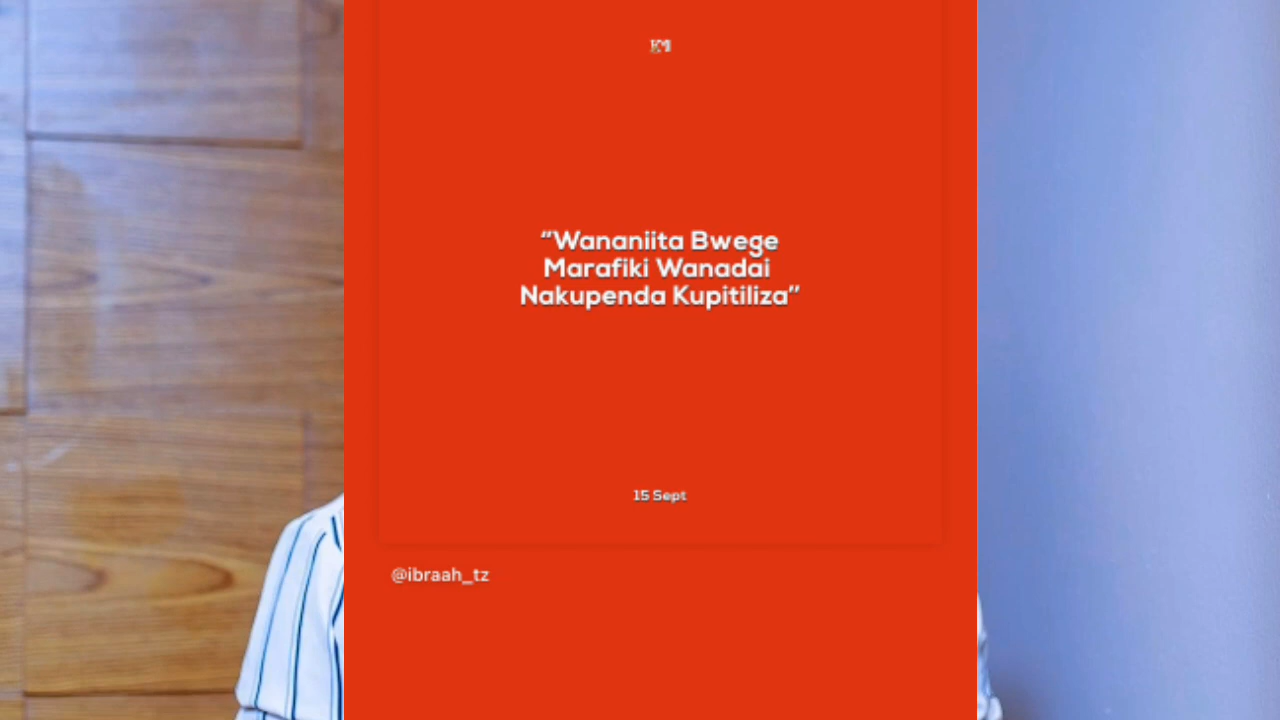 “Wananiita Bwege
Marafiki Wanadai
Nakupenda Kupitiliza”
15 Sept
@ibraah_tz